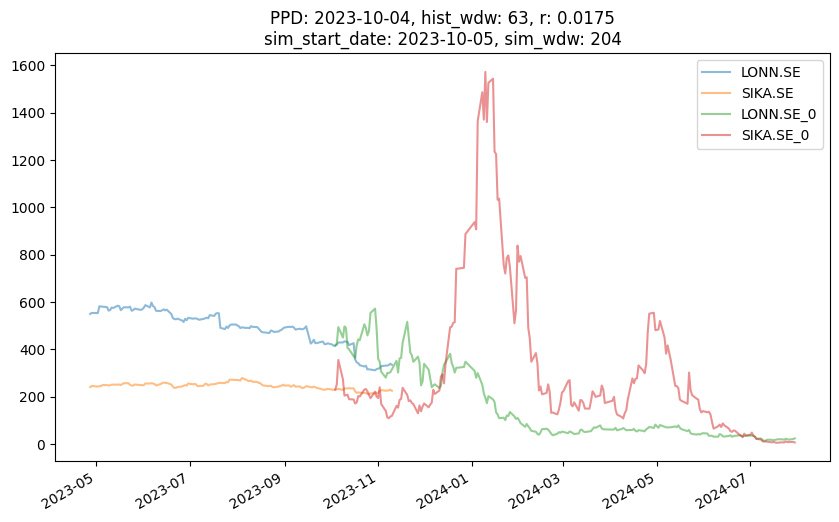 PPD: 2023-10-04, hist_wdw: 63, r: 0.0175
sim_start_date: 2023-10-05, sim_wdw: 204
LONN.SE
SIKA.SE
LONN.SE_0
SIKA.SE_0
1600
1400
1200
1000
800
600
400
200
0
2023-05
2023-07
2023-09
2023-11
2024-01
2024-03
2024-05
2024-07